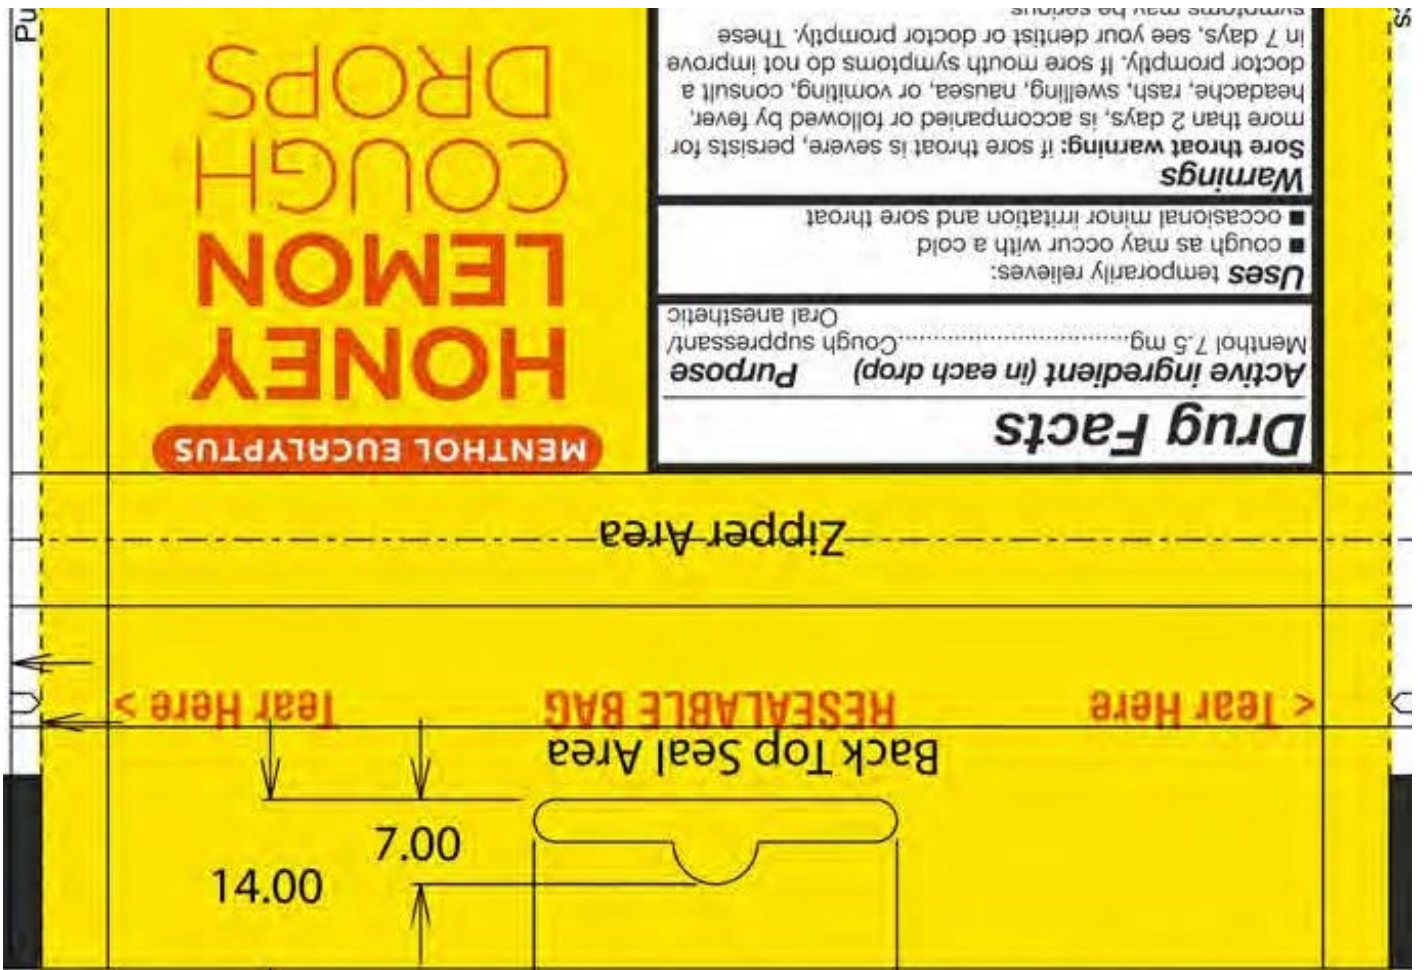 14.00
7.00
Back Top Seal Area
< Tear Here
RESEALABLE BAG
Tear Here >
Zipper Area
Drug Facts
Active ingredient (in each drop) Purpose
Menthol 7.5 mg..............................Cough suppressant/
Oral anesthetic
Uses temporarily relieves:
■ cough as may occur with a cold
■ occasional minor irritation and sore throat
Warnings
Sore throat warning: if sore throat is severe, persists for
more than 2 days, is accompanied or followed by fever,
headache, rash, swelling, nausea, or vomiting, consult a
doctor promptly. If sore mouth symptoms do not improve
in 7 days, see your dentist or doctor promptly. These
symptoms may be serious
MENTHOL EUCALYPTUS
HONEY
LEMON
COUGH
DROPS
Pu